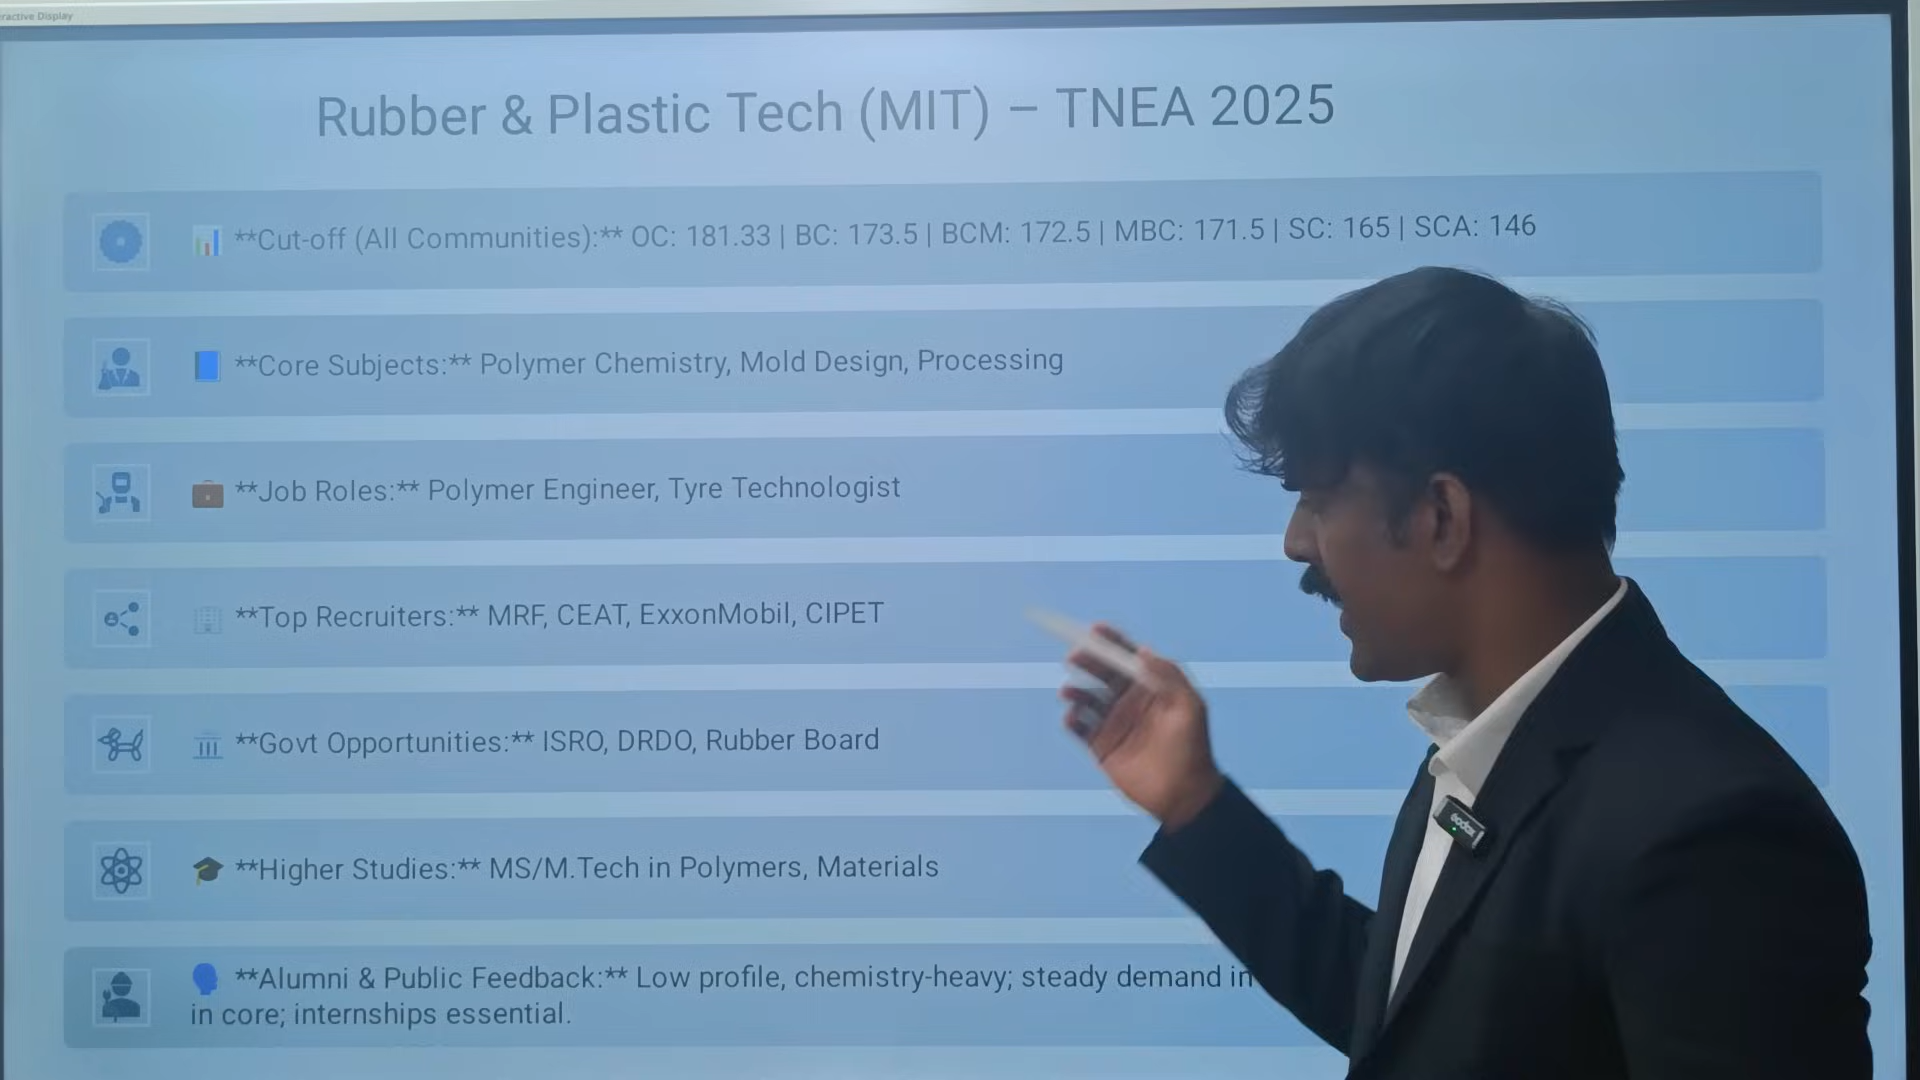 ractive Display
Rubber & Plastic Tech (MIT) – TNEA 2025
**Cut-off (All Communities):** OC: 181.33 | BC: 173.5 | BCM: 172.5 | MBC: 171.5 | SC: 165 | SCA: 146
**Core Subjects:** Polymer Chemistry, Mold Design, Processing
**Job Roles:** Polymer Engineer, Tyre Technologist
**Top Recruiters:** MRF, CEAT, ExxonMobil, CIPET
**Govt Opportunities:** ISRO, DRDO, Rubber Board
**Higher Studies:** MS/M.Tech in Polymers, Materials
**Alumni & Public Feedback:** Low profile, chemistry-heavy; steady demand in
in core; internships essential.
Godox